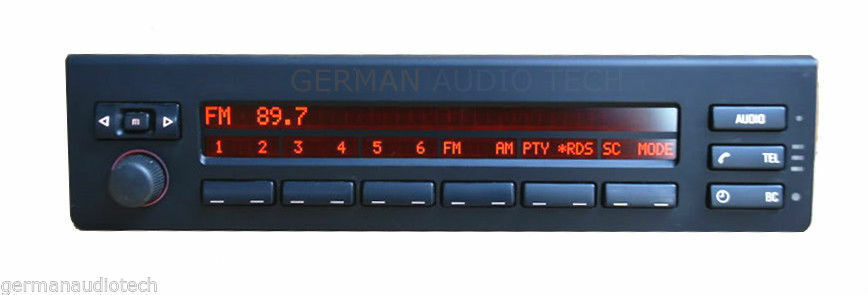 GERMAN AUDIO TECH
FM 89.7
1 2 3 4 5 6 FM AM PTY *RDS SC MODE
m
AUDIO
TEL
BC
germanaudiotech
germanaudiotech